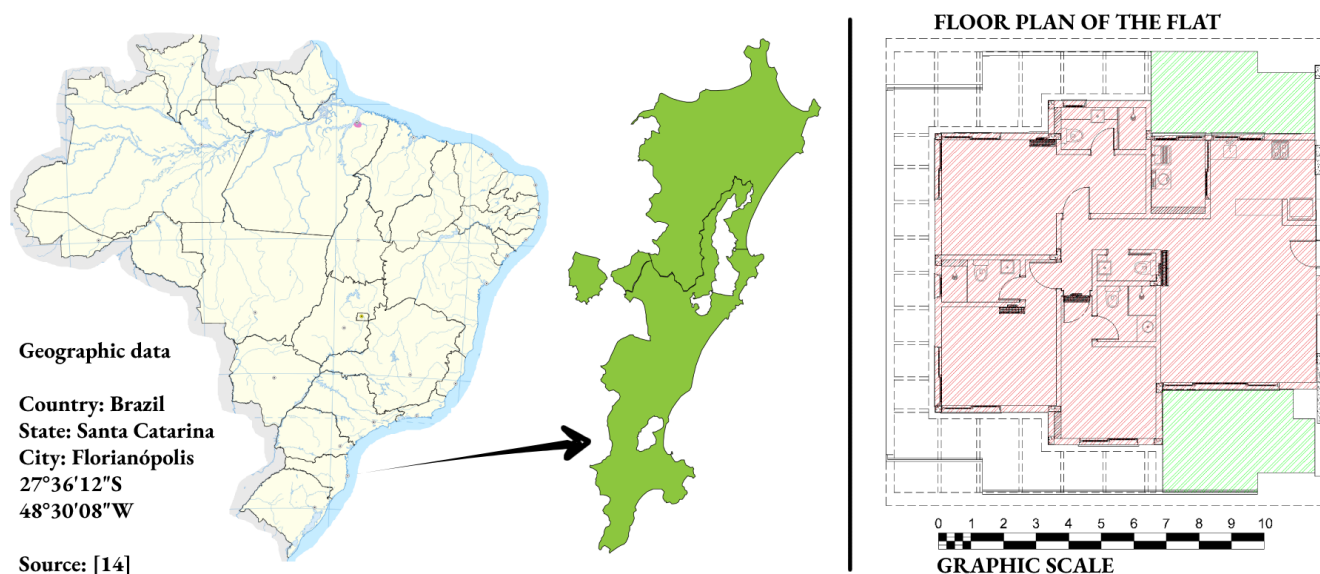 Geographic data
Country: Brazil
State: Santa Catarina
City: Florianópolis
27°36'12"S
48°30'08"W
Source: [14]
FLOOR PLAN OF THE FLAT
0 1 2 3 4 5 6 7 8 9 10
GRAPHIC SCALE